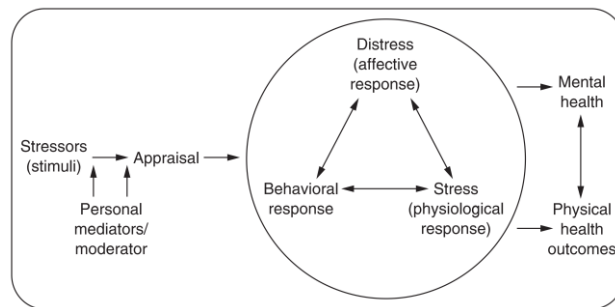 Distress
(affective
response)
Mental
health
Stressors
(stimuli)
Appraisal
Behavioral
response
Stress
(physiological
response)
Personal
mediators/
moderator
Physical
health
outcomes